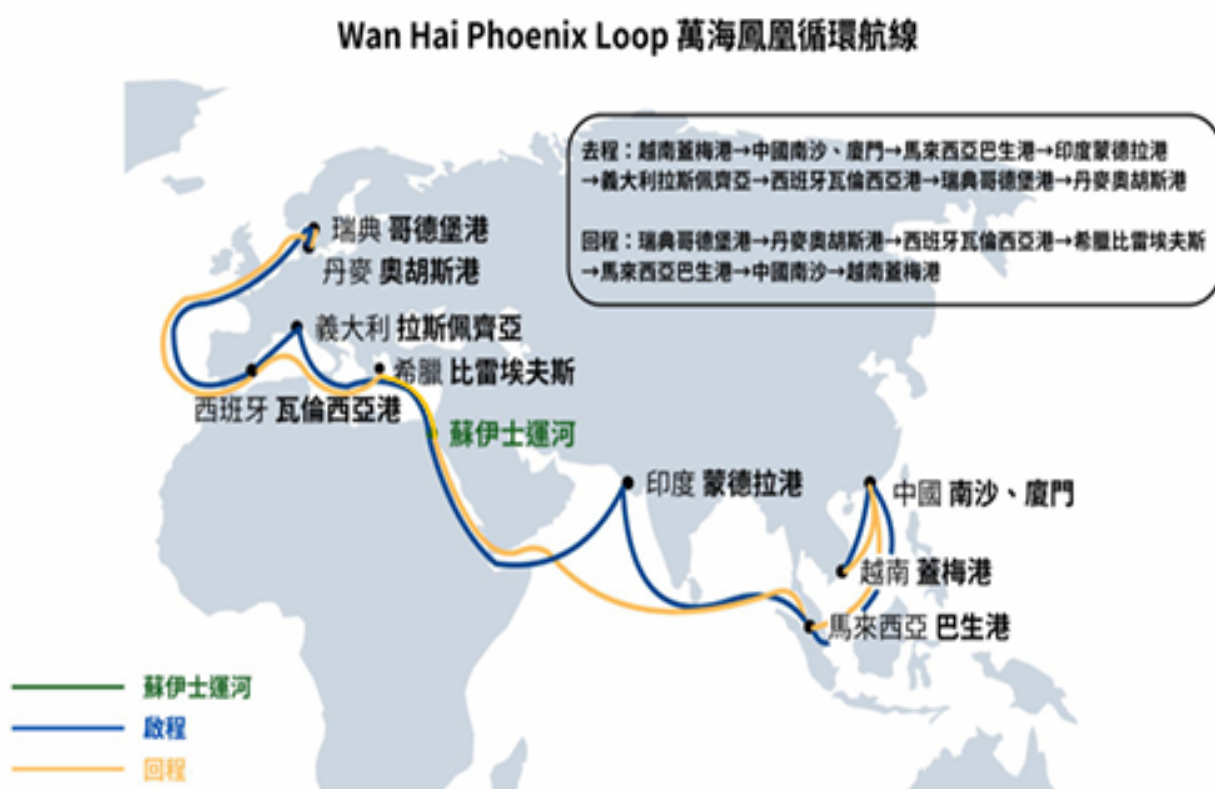 Wan Hai Phoenix Loop 萬海鳳凰循環航線
去程：越南蓋梅港→中國南沙、廈門→馬來西亞巴生港→印度蒙德拉港
→義大利拉斯佩齊亞→西班牙瓦倫西亞港→瑞典哥德堡港→丹麥奧胡斯港
回程：瑞典哥德堡港→丹麥奧胡斯港→西班牙瓦倫西亞港→希臘比雷埃夫斯
→馬來西亞巴生港→中國南沙→越南蓋梅港
瑞典 哥德堡港
丹麥 奧胡斯港
義大利 拉斯佩齊亞
希臘 比雷埃夫斯
西班牙 瓦倫西亞港
蘇伊士運河
印度 蒙德拉港
中國 南沙、廈門
越南 蓋梅港
馬來西亞 巴生港
蘇伊士運河
啟程
回程